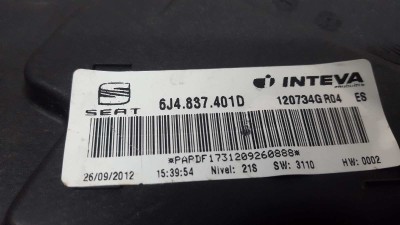 SEAT
6J4.837.401D
INTEVA
120734G R04 ES
*PAPDF1731209260888*
26/09/2012 15:39:54 Nivel: 21S SW: 3110 HW: 0002